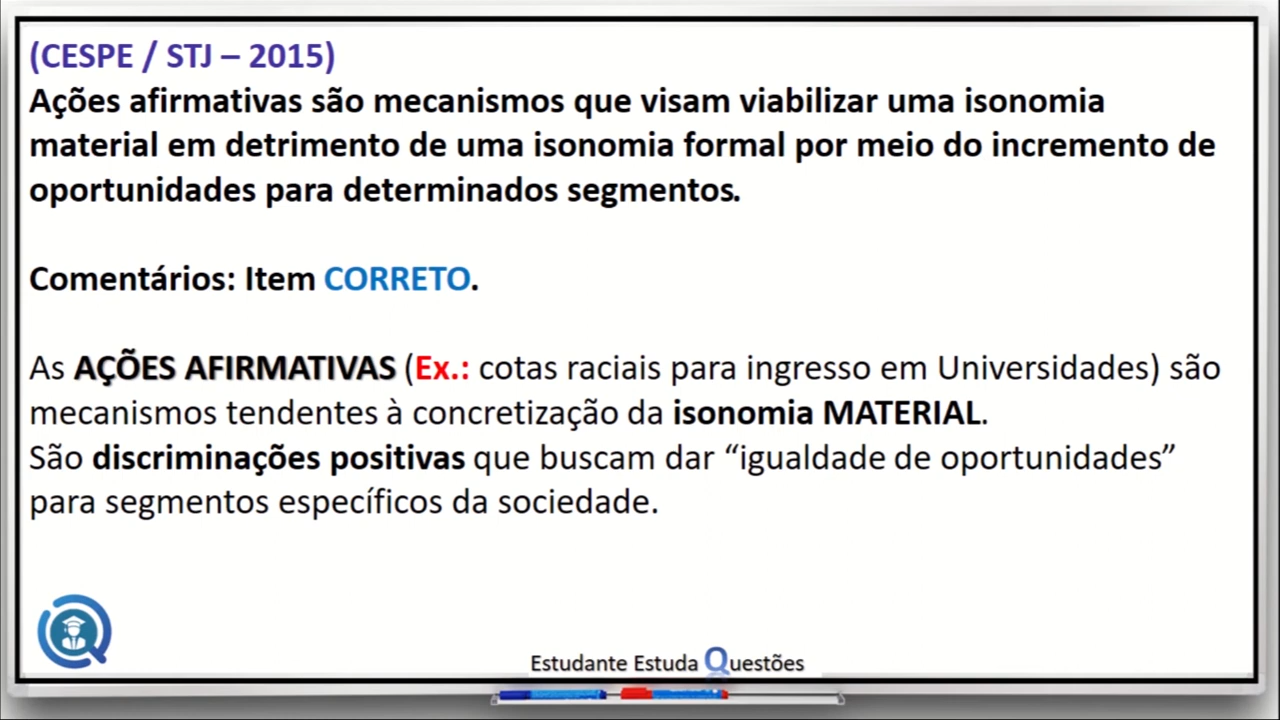 (CESPE / STJ – 2015)
Ações afirmativas são mecanismos que visam viabilizar uma isonomia
material em detrimento de uma isonomia formal por meio do incremento de
oportunidades para determinados segmentos.
Comentários: Item CORRETO.
As AÇÕES AFIRMATIVAS (Ex.: cotas raciais para ingresso em Universidades) são
mecanismos tendentes à concretização da isonomia MATERIAL.
São discriminações positivas que buscam dar “igualdade de oportunidades”
para segmentos específicos da sociedade.
Estudante Estuda Questões